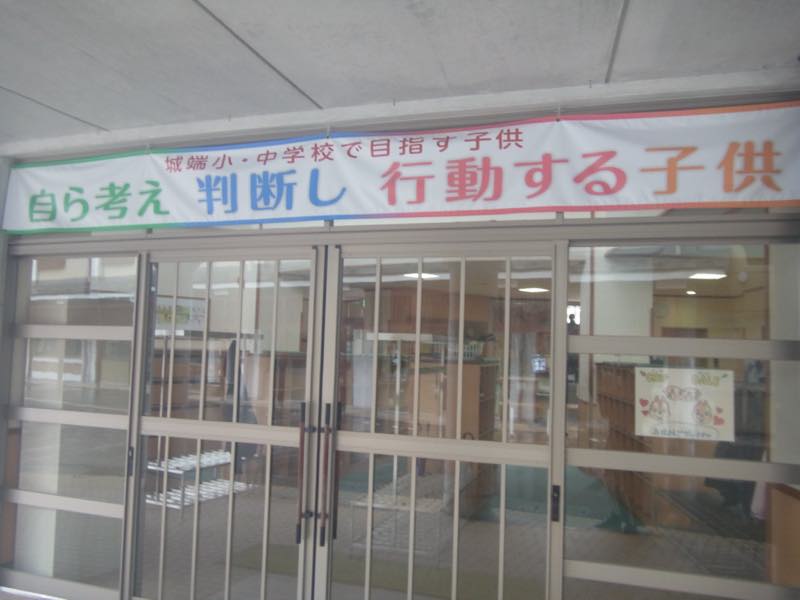 城端小・中学校で目指す子供
自ら考え 判断し 行動する子供